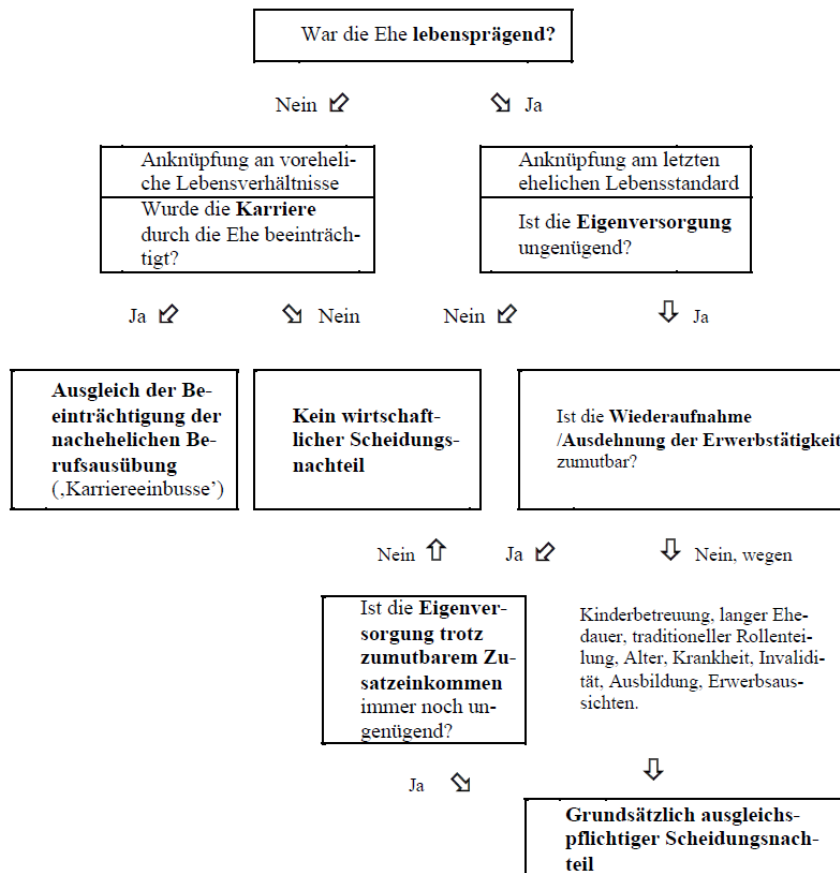 War die Ehe lebensprägend?
Nein
Ja
Anknüpfung an voreheli-
che Lebensverhältnisse
Wurde die Karriere
durch die Ehe beeinträch-
tigt?
Anknüpfung am letzten
ehelichen Lebensstandard
Ist die Eigenversorgung
ungenügend?
Ja
Nein
Nein
Ja
Ausgleich der Be-
einträchtigung der
nachehelichen Be-
rufsausübung
(‚Karriereeinbusse’)
Kein wirtschaft-
licher Scheidungs-
nachteil
Ist die Wiederaufnahme
/Ausdehnung der Erwerbstätigkeit
zumutbar?
Nein
Ja
Nein, wegen
Ist die Eigenver-
sorgung trotz
zumutbarem Zu-
satzeinkommen
immer noch un-
genügend?
Kinderbetreuung, langer Ehe-
dauer, traditioneller Rollentei-
lung, Alter, Krankheit, Invalidi-
tät, Ausbildung, Erwerbsaus-
sichten.
Ja
Grundsätzlich ausgleichs-
pflichtiger Scheidungsnach-
teil